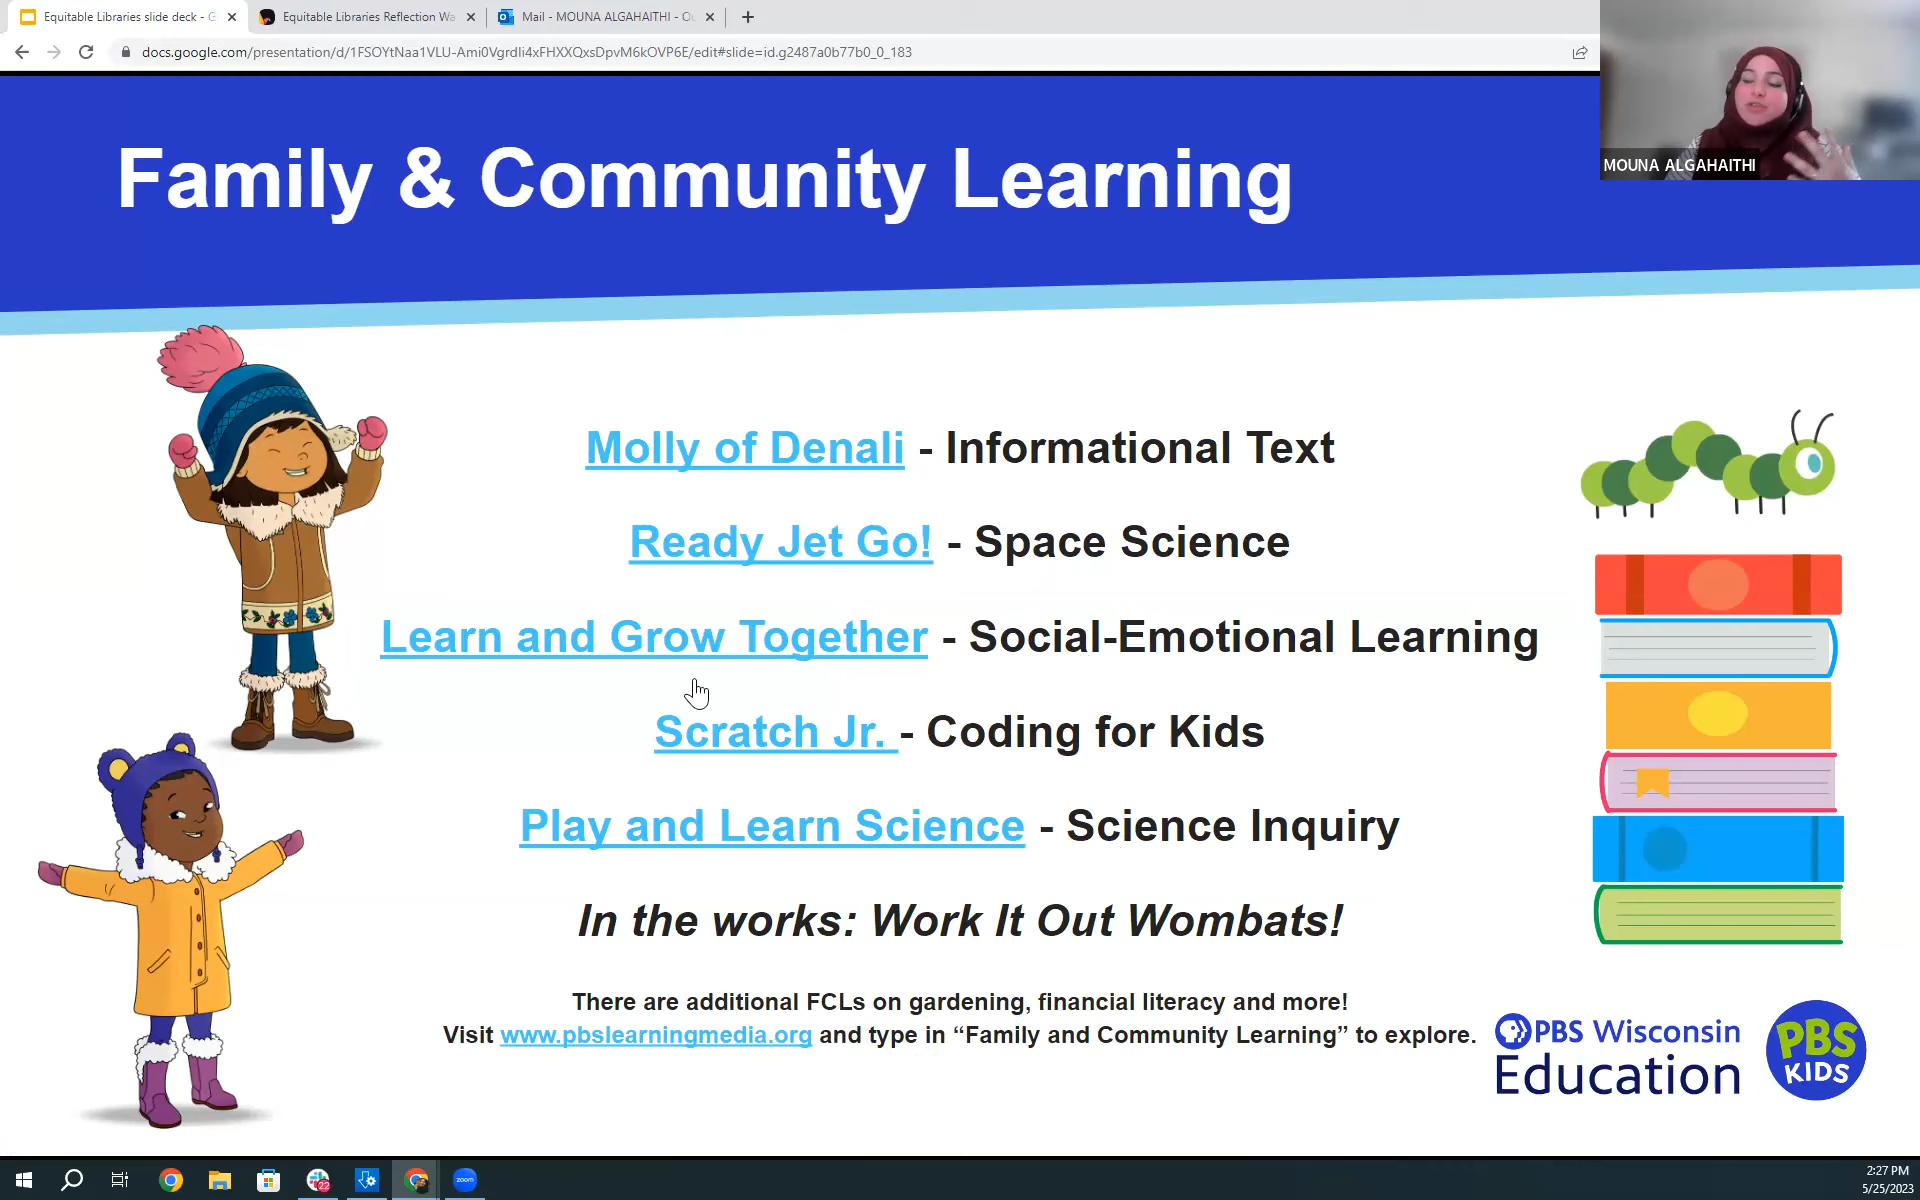 Equitable Libraries slide deck - G
Equitable Libraries Reflection Wa
Mail - MOUNA ALGAHAITHI - Ou
docs.google.com/presentation/d/1FSOYtNaa1VLU-Ami0Vgrdli4xFHXXQxsDpvM6kOVP6E/edit#slide=id.g2487a0b77b0_0_183
MOUNA ALGAHAITHI
Family & Community Learning
Molly of Denali - Informational Text
Ready Jet Go! - Space Science
Learn and Grow Together - Social-Emotional Learning
Scratch Jr. - Coding for Kids
Play and Learn Science - Science Inquiry
In the works: Work It Out Wombats!
There are additional FCLs on gardening, financial literacy and more!
Visit www.pbslearningmedia.org and type in “Family and Community Learning” to explore.
PBS Wisconsin
Education
PBS
KIDS
22
zoom
2:27 PM
5/25/2023